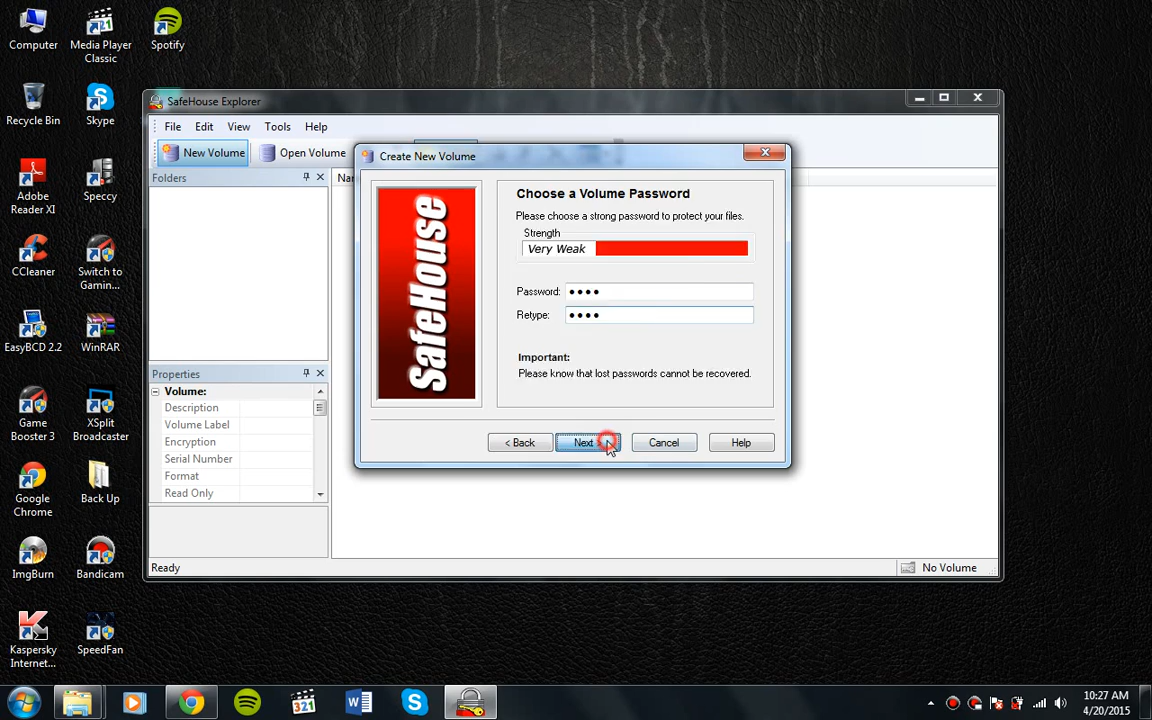 Computer
Media Player
Classic
Spotify
Recycle Bin
Skype
Adobe
Reader XI
Speccy
CCleaner
Switch to
Gamin...
EasyBCD 2.2
WinRAR
Game
Booster 3
XSplit
Broadcaster
Google
Chrome
Back Up
ImgBurn
Bandicam
Kaspersky
Internet...
SpeedFan
SafeHouse Explorer
File Edit View Tools Help
New Volume Open Volume
Folders
Nar
Properties
Volume:
Description
Volume Label
Encryption
Serial Number
Format
Read Only
Ready
No Volume
Create New Volume
SafeHouse
Choose a Volume Password
Please choose a strong password to protect your files.
Strength
Very Weak
Password: ●●●●
Retype: ●●●●
Important:
Please know that lost passwords cannot be recovered.
< Back Next > Cancel Help
321
10:27 AM
4/20/2015